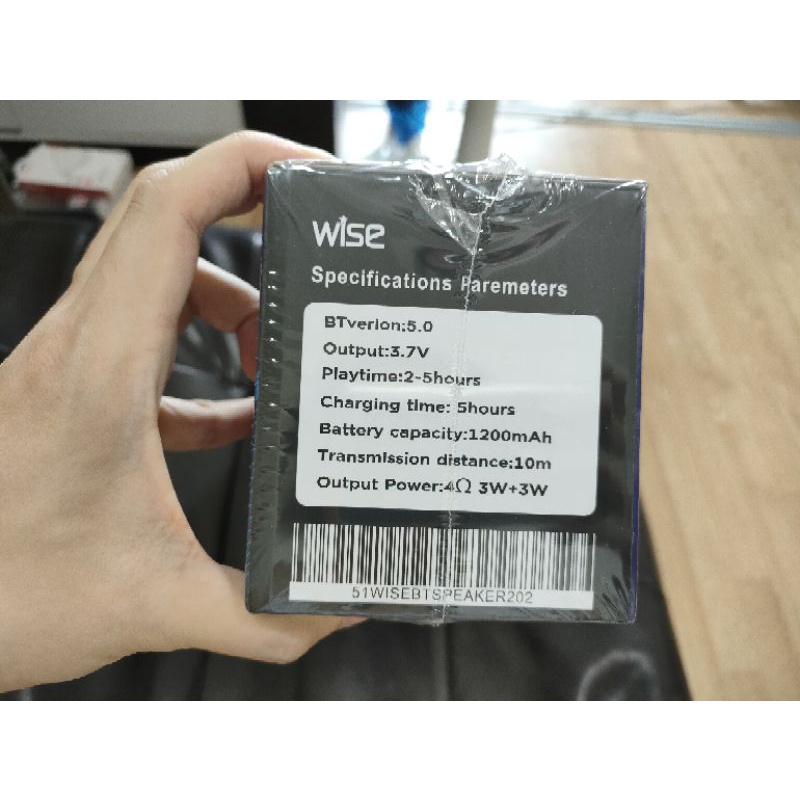 wise
Specifications Paremeters
BTverion:5.0
Output:3.7V
Playtime:2-5hours
Charging time: 5hours
Battery capacity:1200mAh
Transmission distance:10m
Output Power:4Ω 3W+3W
51WISEBTSPEAKER202